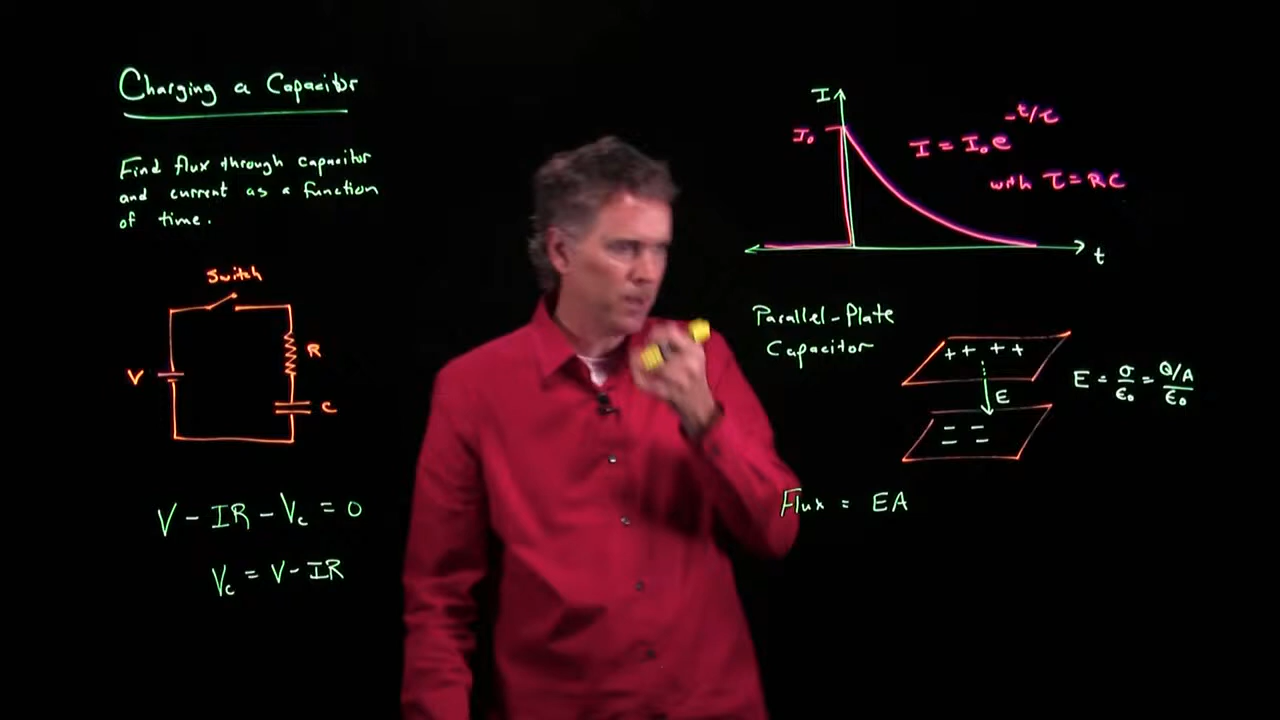 Charging a Capacitor
Find flux through capacitor
and current as a function
of time.
Switch
R
V
C
V - IR - Vc = 0
Vc = V - IR
I
I₀
I = I₀e^(-t/τ)
with τ = RC
t
Parallel-Plate
Capacitor
+ + + +
E
- - - -
E = σ/ε₀ = Q/A/ε₀
Flux = EA